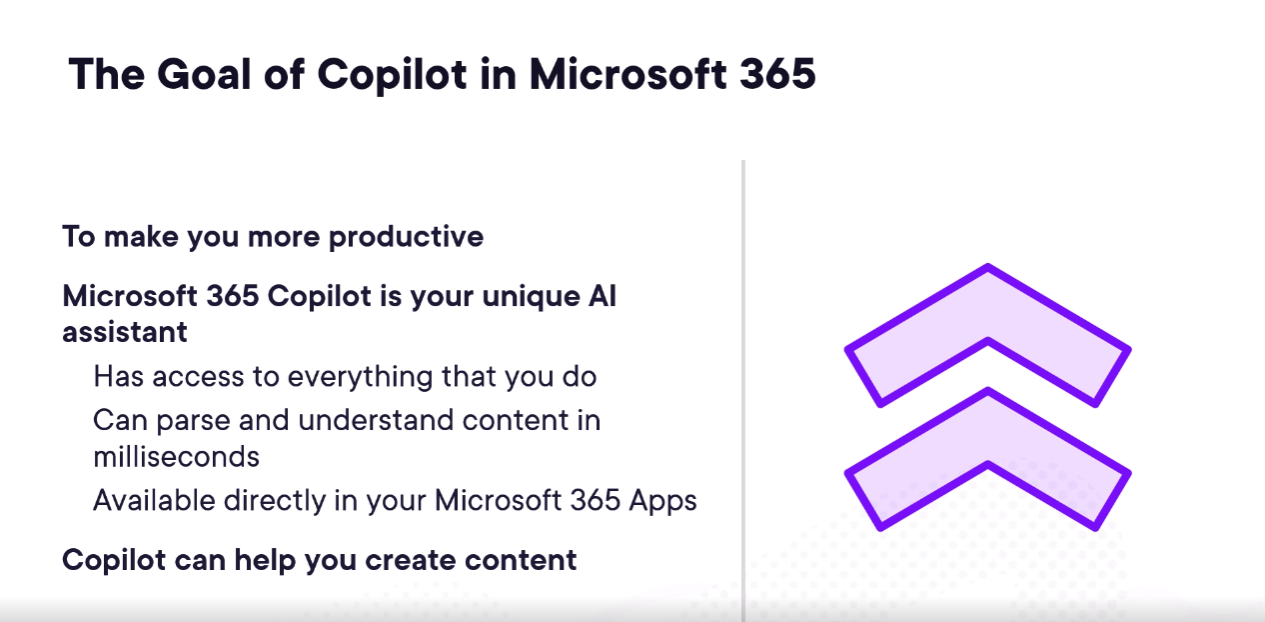 The Goal of Copilot in Microsoft 365
To make you more productive
Microsoft 365 Copilot is your unique AI
assistant
Has access to everything that you do
Can parse and understand content in
milliseconds
Available directly in your Microsoft 365 Apps
Copilot can help you create content